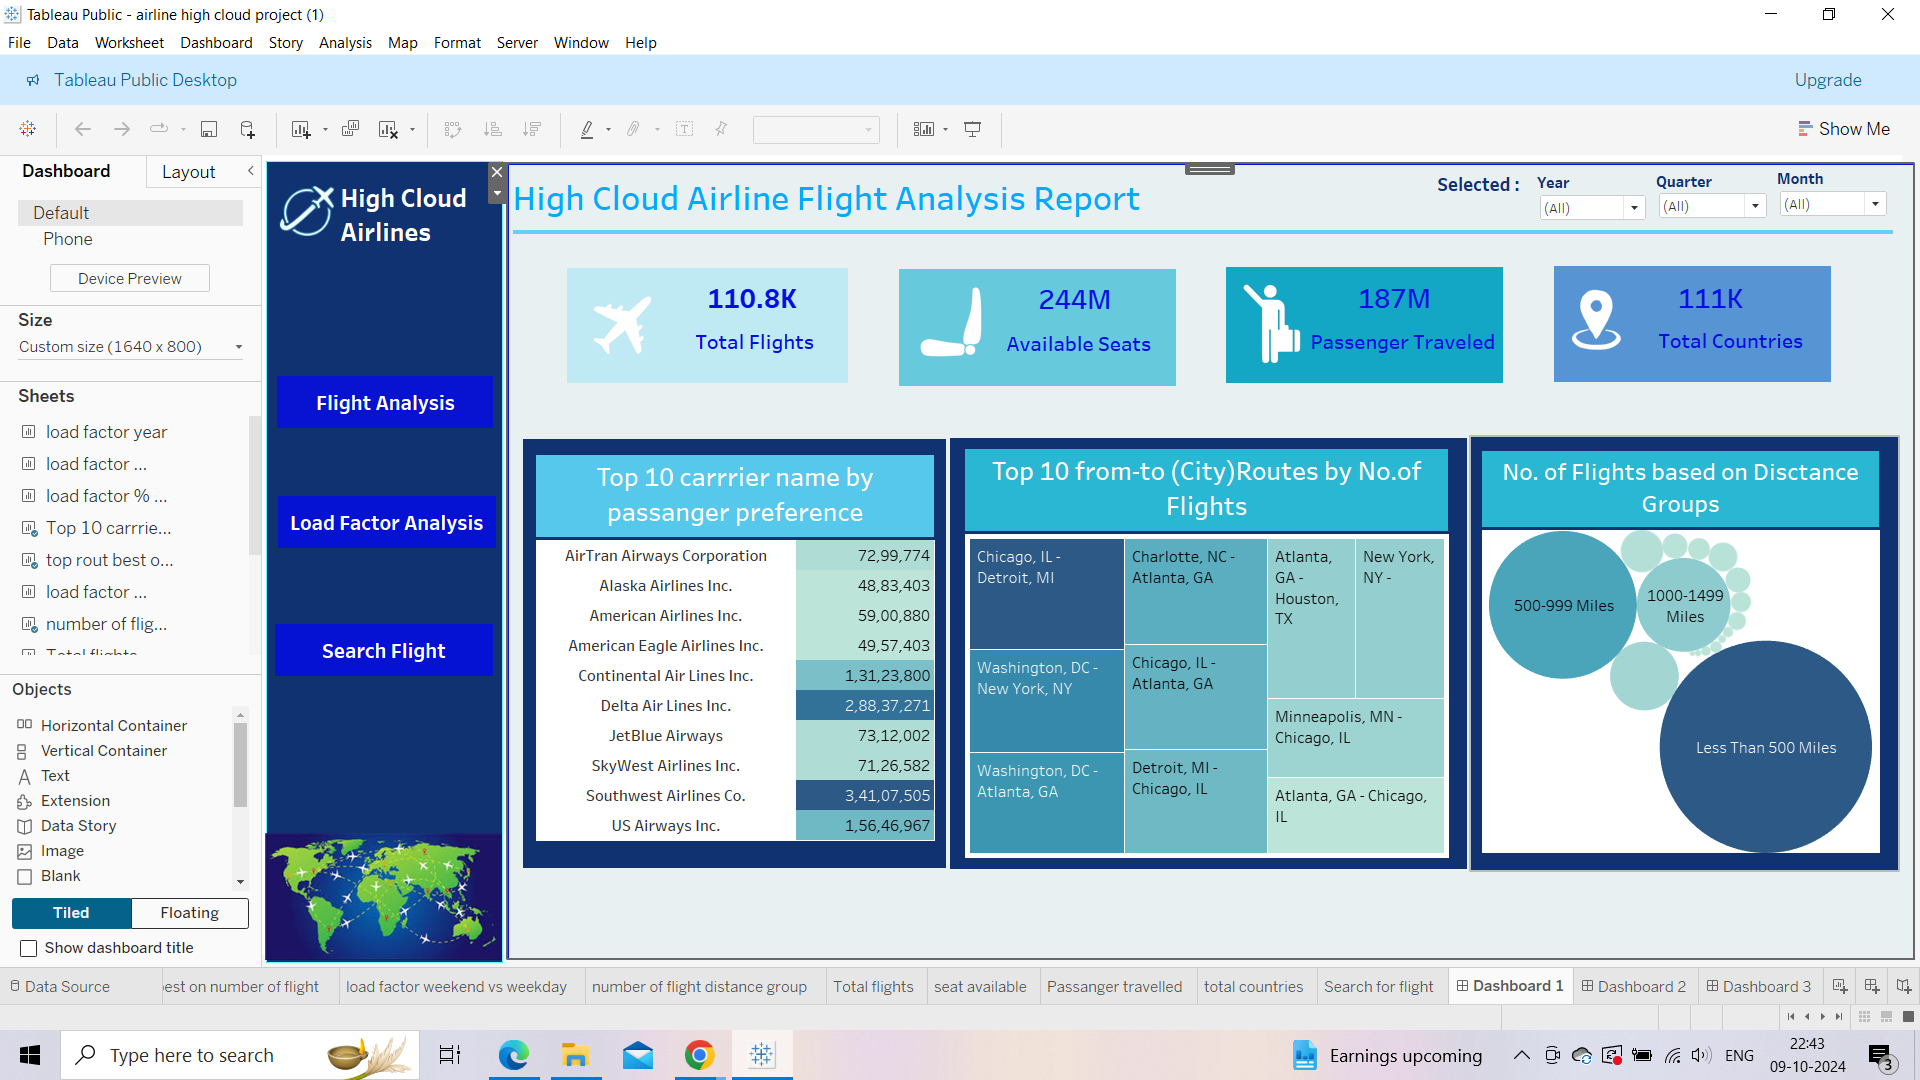 Tableau Public - airline high cloud project (1)
File Data Worksheet Dashboard Story Analysis Map Format Server Window Help
Tableau Public Desktop
Upgrade
Show Me
Dashboard
Layout
Default
Phone
Device Preview
Size
Custom size (1640 x 800)
Sheets
load factor year
load factor ...
load factor % ...
Top 10 carrrie...
top rout best o...
load factor ...
number of flig...
Total flights
Objects
Horizontal Container
Vertical Container
Text
Extension
Data Story
Image
Blank
Tiled
Floating
Show dashboard title
High Cloud
Airlines
Flight Analysis
Load Factor Analysis
Search Flight
High Cloud Airline Flight Analysis Report
Selected :
Year
(All)
Quarter
(All)
Month
(All)
110.8K
Total Flights
244M
Available Seats
187M
Passenger Traveled
111K
Total Countries
Top 10 carrrier name by
passanger preference
AirTran Airways Corporation 72,99,774
Alaska Airlines Inc. 48,83,403
American Airlines Inc. 59,00,880
American Eagle Airlines Inc. 49,57,403
Continental Air Lines Inc. 1,31,23,800
Delta Air Lines Inc. 2,88,37,271
JetBlue Airways 73,12,002
SkyWest Airlines Inc. 71,26,582
Southwest Airlines Co. 3,41,07,505
US Airways Inc. 1,56,46,967
Top 10 from-to (City)Routes by No.of
Flights
Chicago, IL -
Detroit, MI
Washington, DC -
New York, NY
Washington, DC -
Atlanta, GA
Charlotte, NC -
Atlanta, GA
Chicago, IL -
Atlanta, GA
Detroit, MI -
Chicago, IL
Atlanta,
GA -
Houston,
TX
New York,
NY -
Minneapolis, MN -
Chicago, IL
Atlanta, GA - Chicago,
IL
No. of Flights based on Disctance
Groups
500-999 Miles
1000-1499
Miles
Less Than 500 Miles
Data Source
est on number of flight
load factor weekend vs weekday
number of flight distance group
Total flights
seat available
Passanger travelled
total countries
Search for flight
Dashboard 1
Dashboard 2
Dashboard 3
Type here to search
Earnings upcoming
ENG
22:43
09-10-2024
3